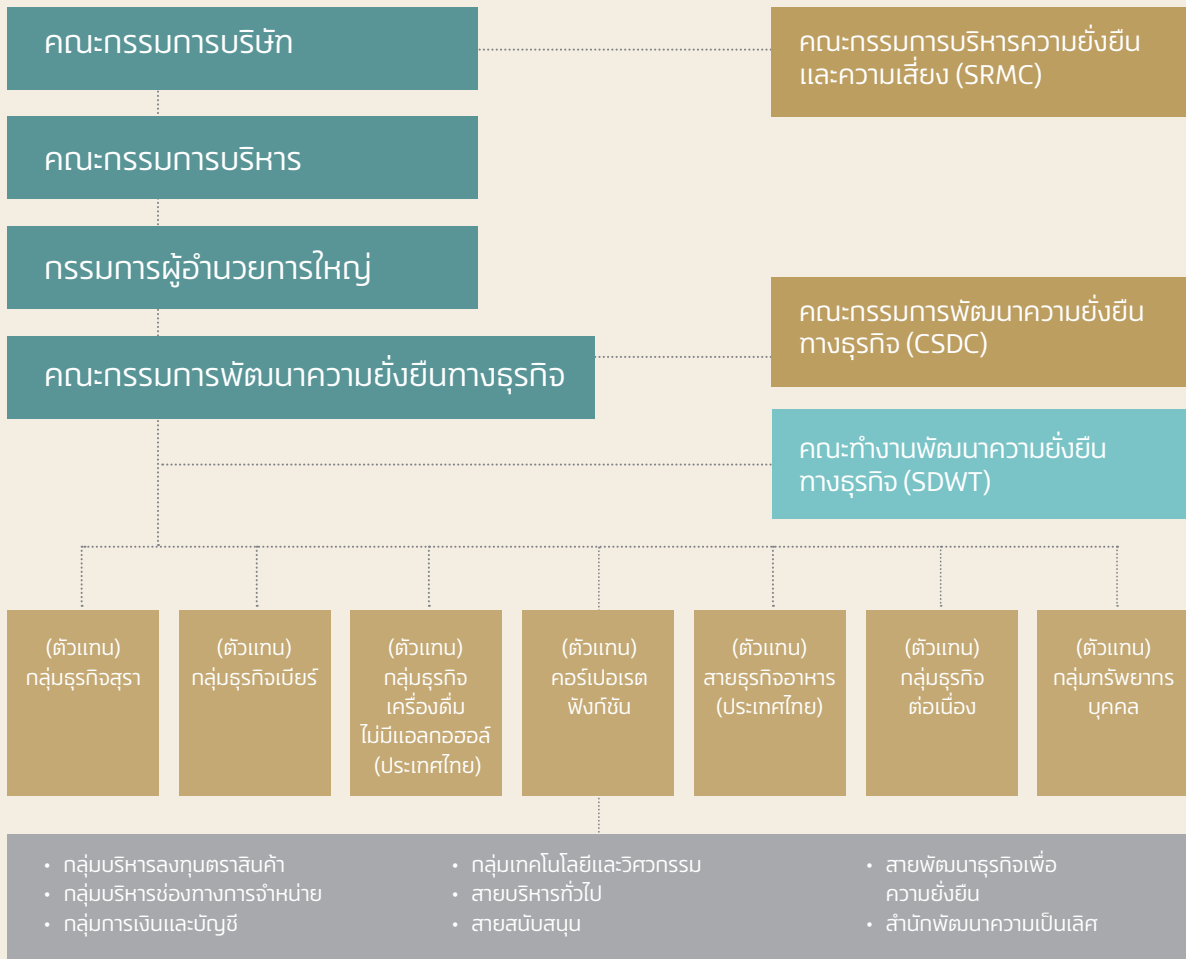 คณะกรรมการบริษัท
คณะกรรมการบริหารความยั่งยืน
และความเสี่ยง (SRMC)
คณะกรรมการบริหาร
กรรมการผู้อำนวยการใหญ่
คณะกรรมการพัฒนาความยั่งยืน
ทางธุรกิจ (CSDC)
คณะกรรมการพัฒนาความยั่งยืนทางธุรกิจ
คณะทำงานพัฒนาความยั่งยืน
ทางธุรกิจ (SDWT)
(ตัวแทน)
กลุ่มธุรกิจสุรา
(ตัวแทน)
กลุ่มธุรกิจเบียร์
(ตัวแทน)
กลุ่มธุรกิจ
เครื่องดื่ม
ไม่มีแอลกอฮอล์
(ประเทศไทย)
(ตัวแทน)
คอร์เปอเรต
ฟังก์ชัน
(ตัวแทน)
สายธุรกิจอาหาร
(ประเทศไทย)
(ตัวแทน)
กลุ่มธุรกิจ
ต่อเนื่อง
(ตัวแทน)
กลุ่มทรัพยากร
บุคคล
• กลุ่มบริหารลงทุนตราสินค้า
• กลุ่มบริหารช่องทางการจำหน่าย
• กลุ่มการเงินและบัญชี
• กลุ่มเทคโนโลยีและวิศวกรรม
• สายบริหารทั่วไป
• สายสนับสนุน
• สายพัฒนาธุรกิจเพื่อ
ความยั่งยืน
• สำนักพัฒนาความเป็นเลิศ